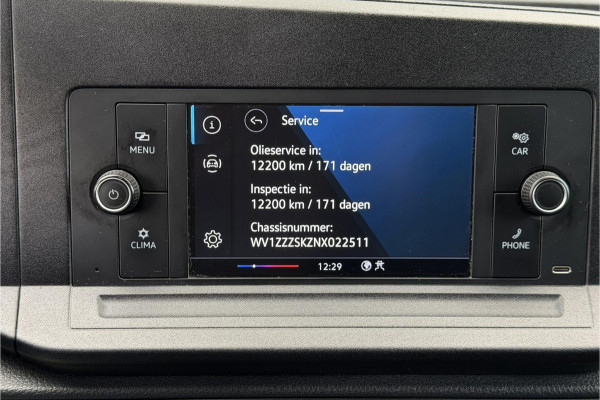 Service
MENU
CAR
Olieservice in:
12200 km / 171 dagen
Inspectie in:
12200 km / 171 dagen
CLIMA
PHONE
Chassisnummer:
WV1ZZZSKZNX022511
12:29